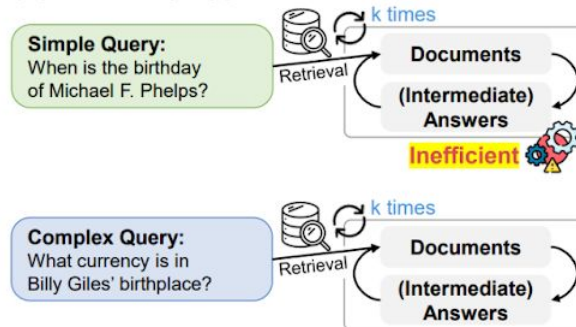 k times
Simple Query:
When is the birthday
of Michael F. Phelps?
Retrieval
Documents
(Intermediate)
Answers
Inefficient
k times
Complex Query:
What currency is in
Billy Giles’ birthplace?
Retrieval
Documents
(Intermediate)
Answers